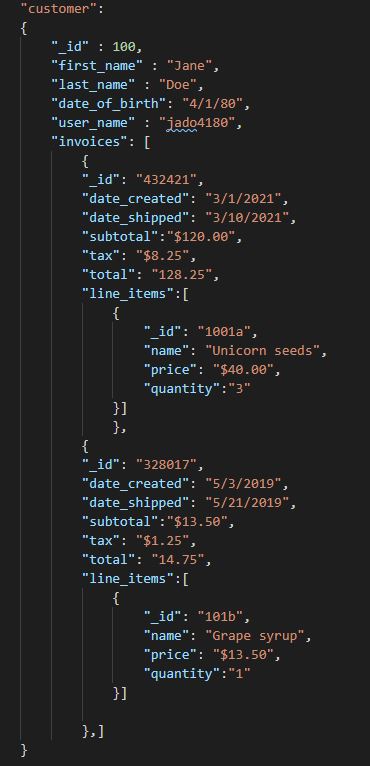 "customer":
{
"_id" : 100,
"first_name" : "Jane",
"last_name" : "Doe",
"date_of_birth": "4/1/80",
"user_name" : "jado4180",
"invoices": [
{
"_id": "432421",
"date_created": "3/1/2021",
"date_shipped": "3/10/2021",
"subtotal":"$120.00",
"tax": "$8.25",
"total": "128.25",
"line_items":[
{
"_id": "1001a",
"name": "Unicorn seeds",
"price": "$40.00",
"quantity":"3"
}]
},
{
"_id": "328017",
"date_created": "5/3/2019",
"date_shipped": "5/21/2019",
"subtotal":"$13.50",
"tax": "$1.25",
"total": "14.75",
"line_items":[
{
"_id": "101b",
"name": "Grape syrup",
"price": "$13.50",
"quantity":"1"
}]
},]
}